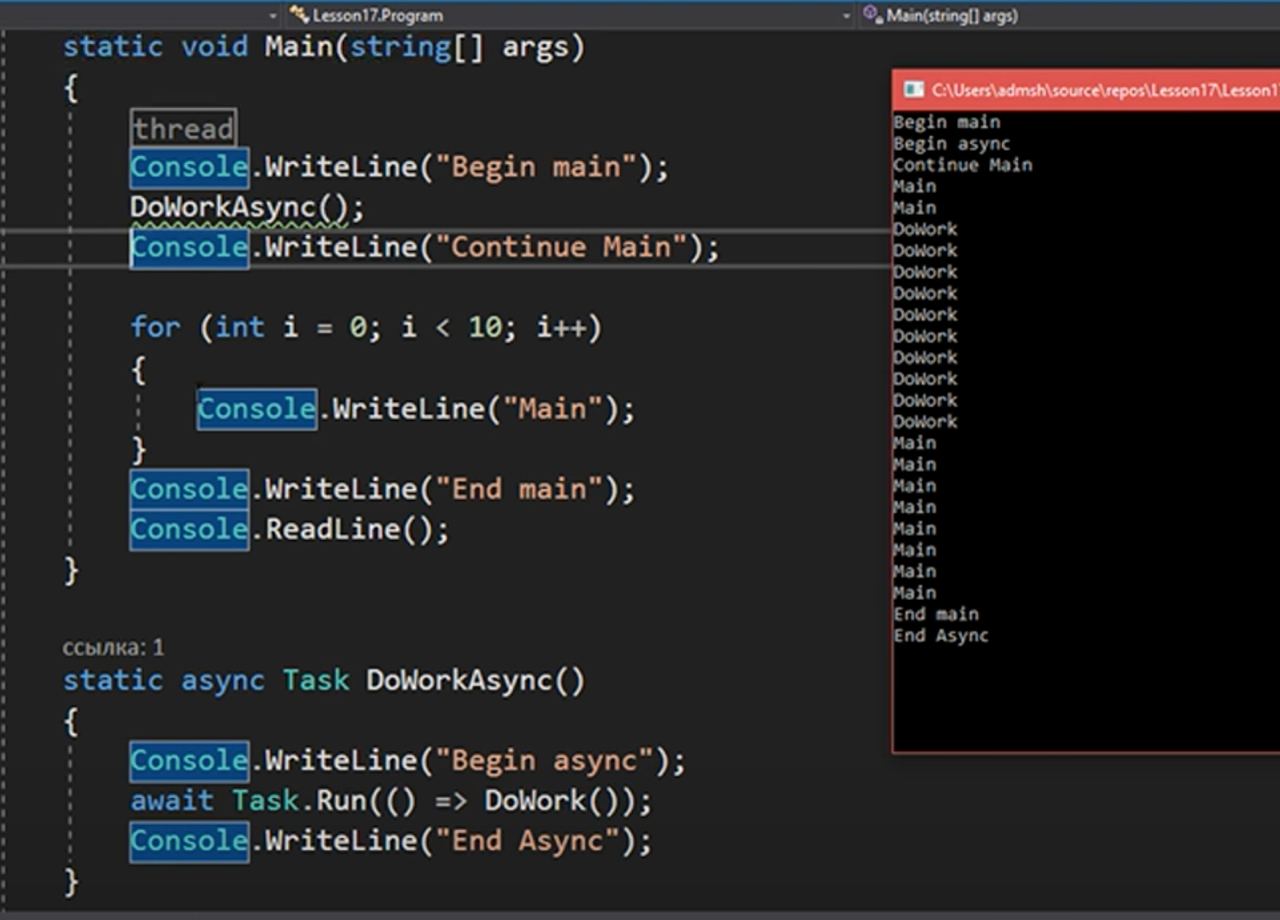 Lesson17.Program
Main(string[] args)
static void Main(string[] args)
{
thread
Console.WriteLine("Begin main");
DoWorkAsync();
Console.WriteLine("Continue Main");
for (int i = 0; i < 10; i++)
{
Console.WriteLine("Main");
}
Console.WriteLine("End main");
Console.ReadLine();
}
ссылка: 1
static async Task DoWorkAsync()
{
Console.WriteLine("Begin async");
await Task.Run(() => DoWork());
Console.WriteLine("End Async");
}
C:\Users\admsh\source\repos\Lesson17\Lesson17
Begin main
Begin async
Continue Main
Main
Main
DoWork
DoWork
DoWork
DoWork
DoWork
DoWork
DoWork
DoWork
DoWork
DoWork
Main
Main
Main
Main
Main
Main
Main
Main
End main
End Async